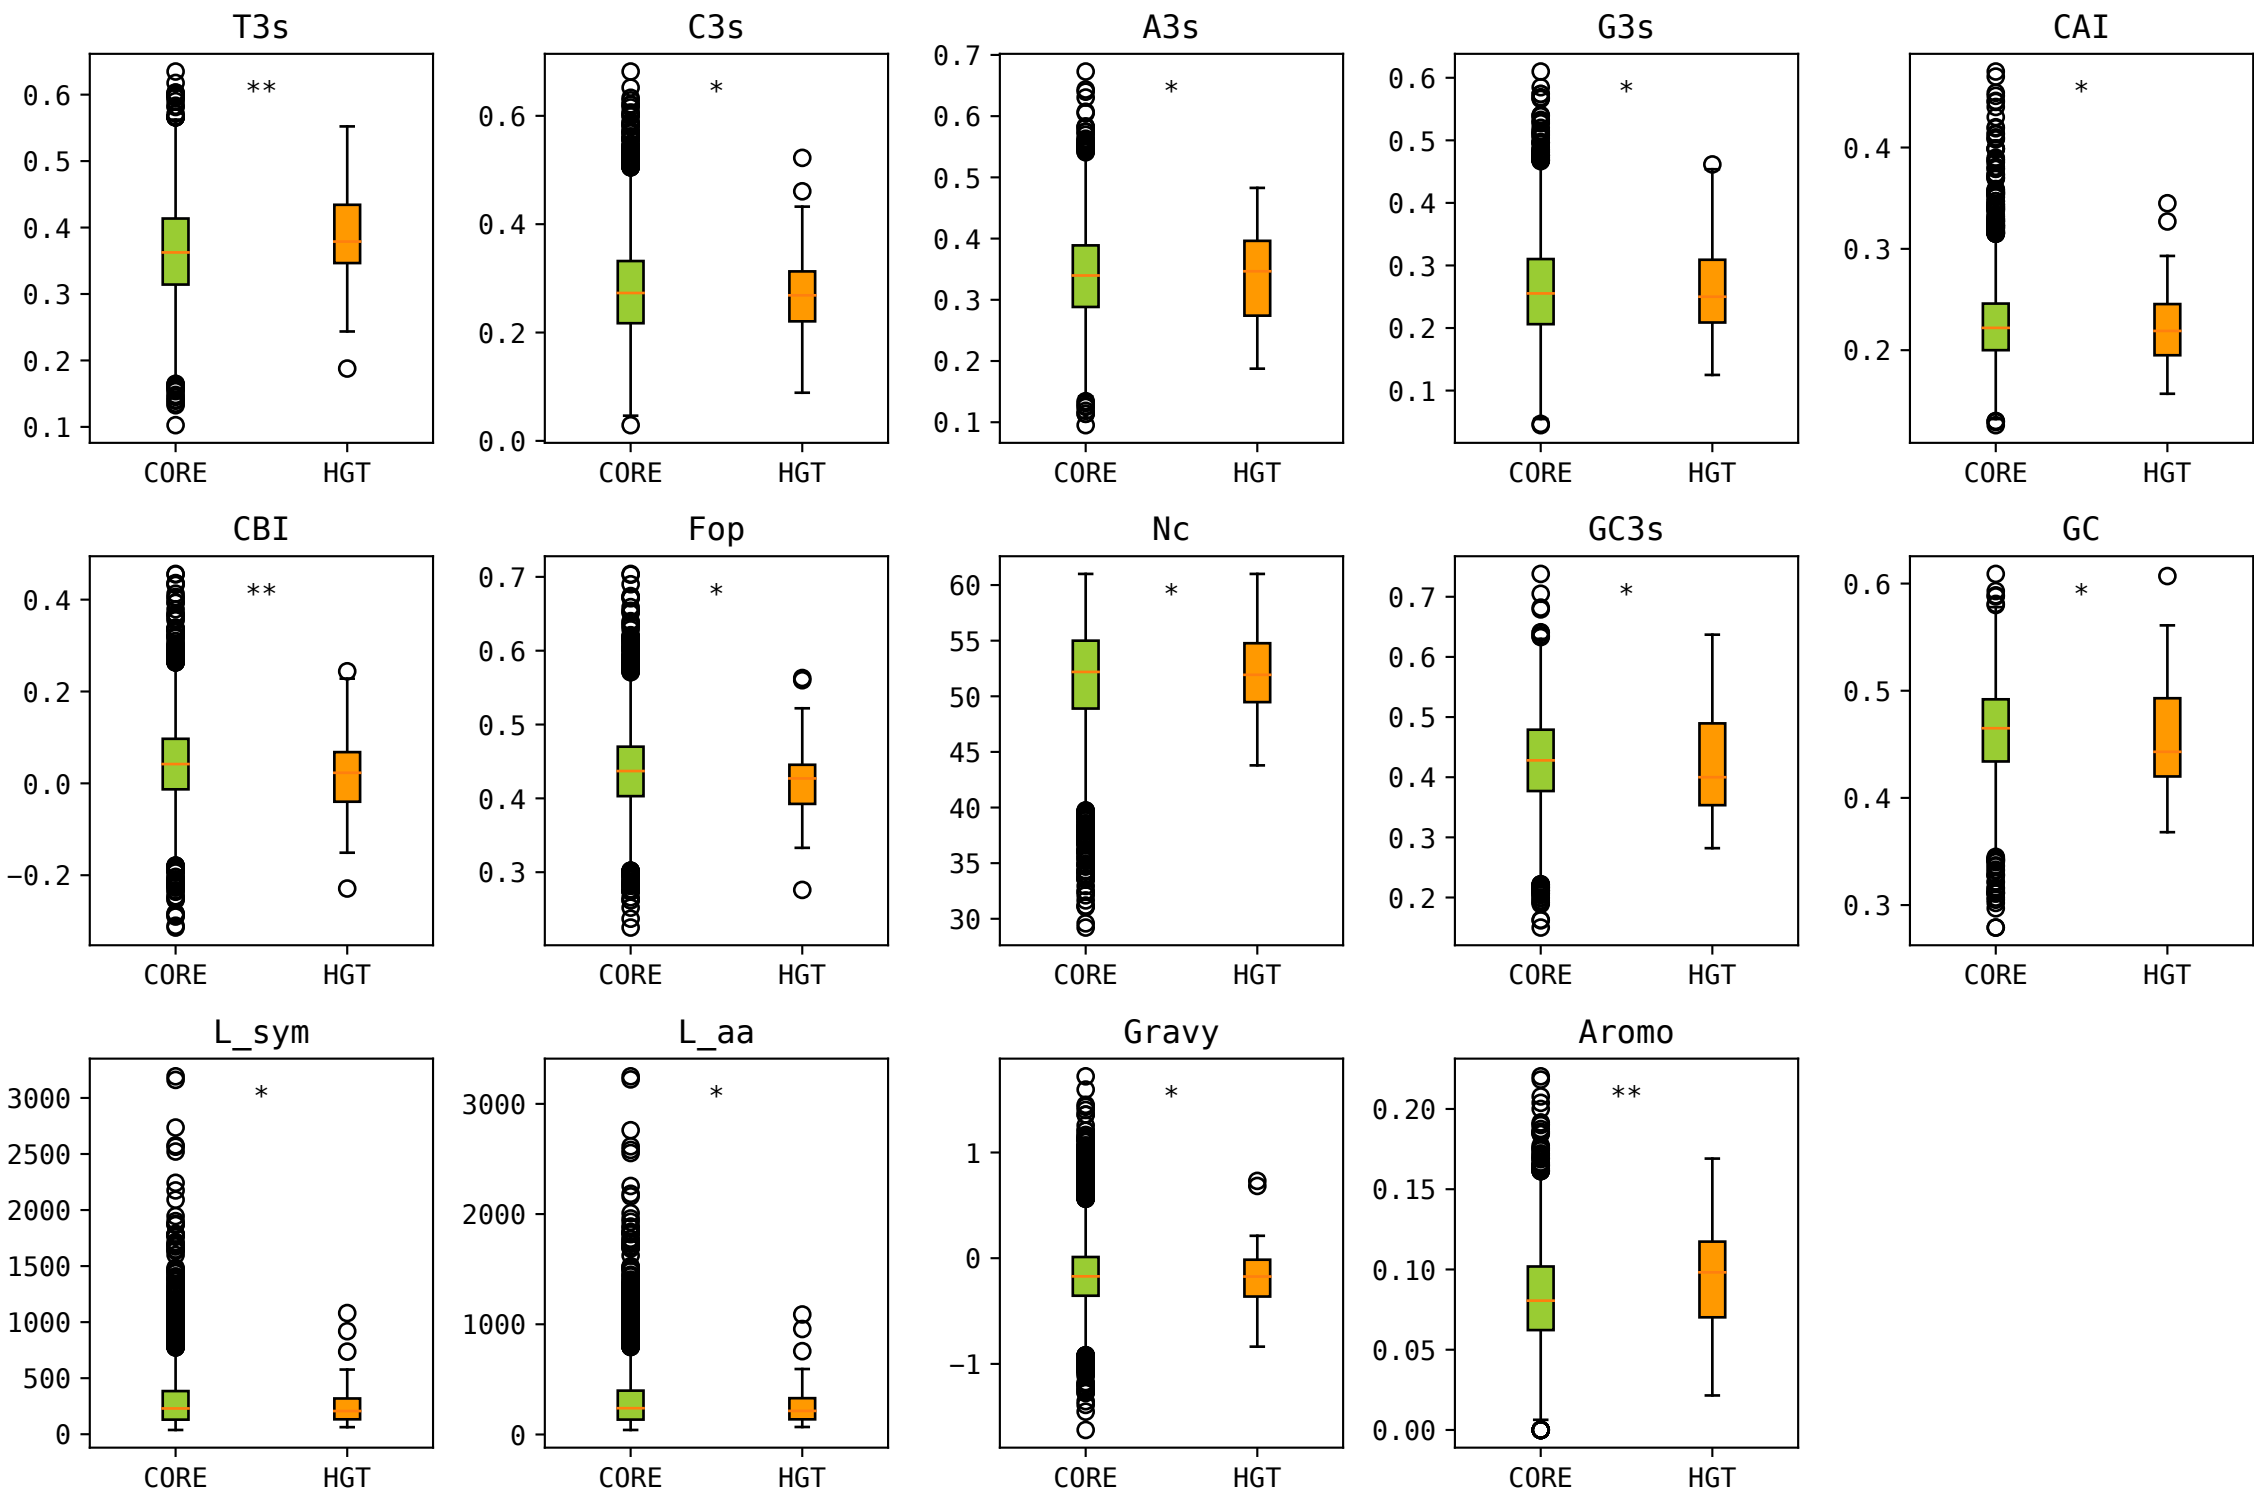 T3s C3s A3s G3s CAI
** * * * *
0.6 0.5 0.4 0.3 0.2 0.1
0.6 0.4 0.2 0.0
0.7 0.6 0.5 0.4 0.3 0.2 0.1
0.6 0.5 0.4 0.3 0.2 0.1
0.4 0.3 0.2
CORE HGT CORE HGT CORE HGT CORE HGT CORE HGT
CBI Fop Nc GC3s GC
** * * * *
0.4 0.2 0.0 −0.2
0.7 0.6 0.5 0.4 0.3
60 55 50 45 40 35 30
0.7 0.6 0.5 0.4 0.3 0.2
0.6 0.5 0.4 0.3
CORE HGT CORE HGT CORE HGT CORE HGT CORE HGT
L_sym L_aa Gravy Aromo
* * * **
3000 2500 2000 1500 1000 500 0
3000 2000 1000 0
1 0 −1
0.20 0.15 0.10 0.05 0.00
CORE HGT CORE HGT CORE HGT CORE HGT